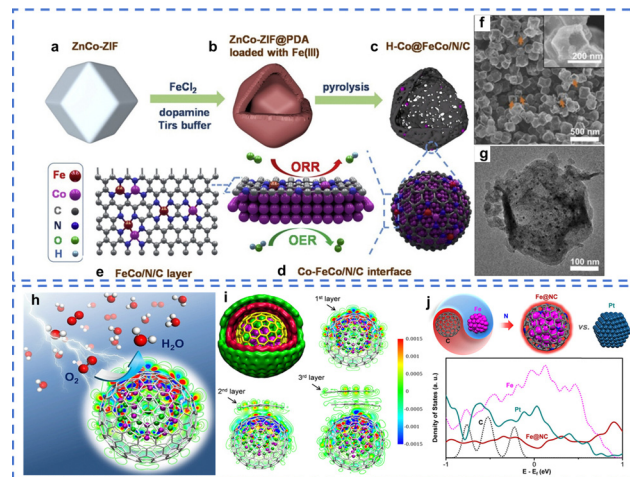 a
ZnCo-ZIF
FeCl2
dopamine
Tirs buffer
b
ZnCo-ZIF@PDA
loaded with Fe(III)
pyrolysis
c
H-Co@FeCo/N/C
f
200 nm
500 nm
Fe
Co
C
N
O
H
ORR
OER
g
100 nm
e
FeCo/N/C layer
d
Co-FeCo/N/C interface
h
O2
H2O
i
1st layer
2nd layer
3rd layer
0.0015
0.001
0.0005
0
-0.0005
-0.001
-0.0015
j
C
Fe
N
Fe@NC
vs.
Pt
Density of States (a. u.)
Fe
Pt
C
Fe@NC
-1
0
1
E - Ef (eV)